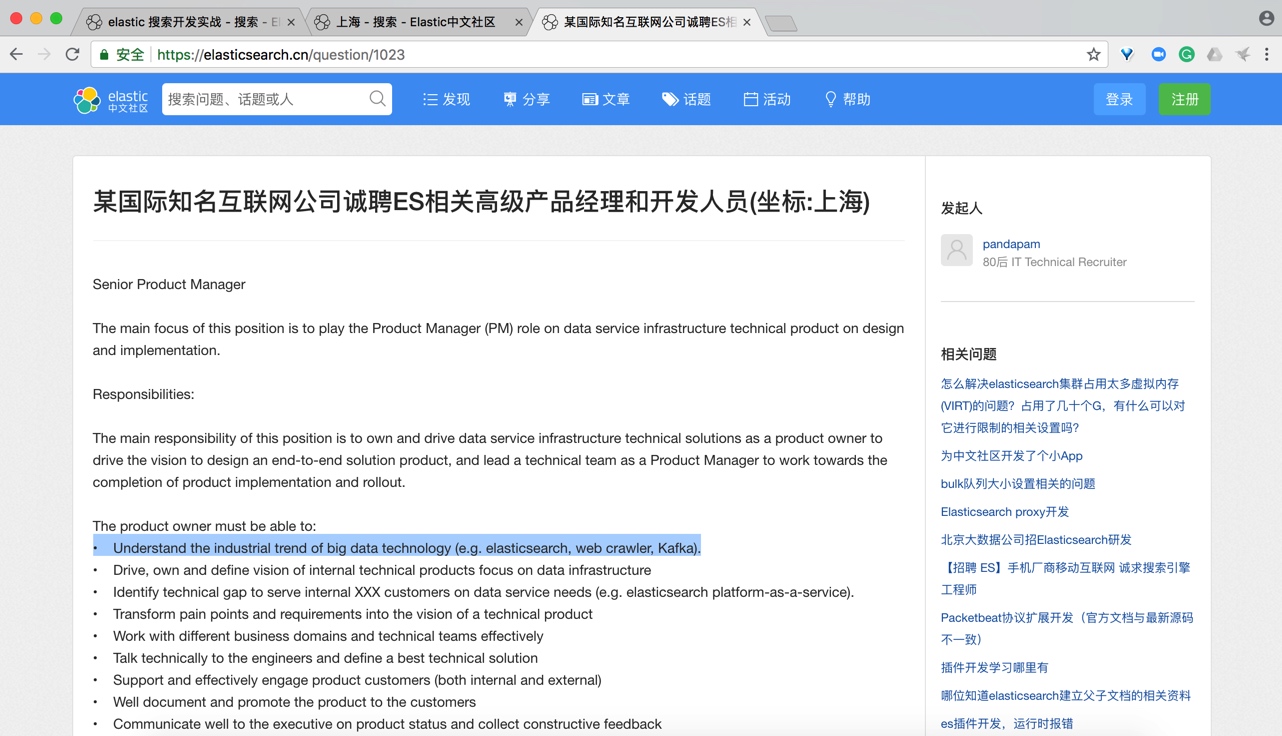 elastic 搜索开发实战 - 搜索 - El
上海 - 搜索 - Elastic中文社区
某国际知名互联网公司诚聘ES相
安全 https://elasticsearch.cn/question/1023
elastic
中文社区
搜索问题、话题或人
发现
分享
文章
话题
活动
帮助
登录
注册
某国际知名互联网公司诚聘ES相关高级产品经理和开发人员(坐标:上海)
Senior Product Manager
The main focus of this position is to play the Product Manager (PM) role on data service infrastructure technical product on design
and implementation.
Responsibilities:
The main responsibility of this position is to own and drive data service infrastructure technical solutions as a product owner to
drive the vision to design an end-to-end solution product, and lead a technical team as a Product Manager to work towards the
completion of product implementation and rollout.
The product owner must be able to:
• Understand the industrial trend of big data technology (e.g. elasticsearch, web crawler, Kafka).
• Drive, own and define vision of internal technical products focus on data infrastructure
• Identify technical gap to serve internal XXX customers on data service needs (e.g. elasticsearch platform-as-a-service).
• Transform pain points and requirements into the vision of a technical product
• Work with different business domains and technical teams effectively
• Talk technically to the engineers and define a best technical solution
• Support and effectively engage product customers (both internal and external)
• Well document and promote the product to the customers
• Communicate well to the executive on product status and collect constructive feedback
发起人
pandapam
80后 IT Technical Recruiter
相关问题
怎么解决elasticsearch集群占用太多虚拟内存
(VIRT)的问题？占用了几十个G，有什么可以对
它进行限制的相关设置吗?
为中文社区开发了个小App
bulk队列大小设置相关的问题
Elasticsearch proxy开发
北京大数据公司招Elasticsearch研发
【招聘 ES】手机厂商移动互联网 诚求搜索引擎
工程师
Packetbeat协议扩展开发（官方文档与最新源码
不一致）
插件开发学习哪里有
哪位知道elasticsearch建立父子文档的相关资料
es插件开发，运行时报错